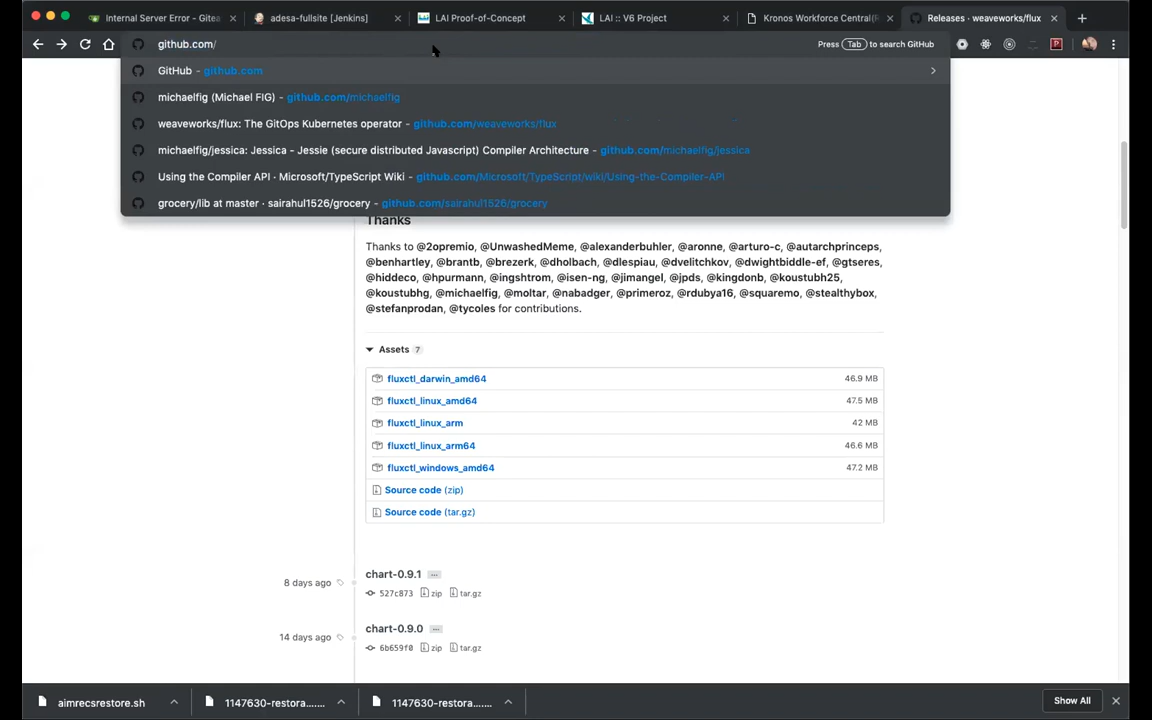 Internal Server Error - Gitea
adesa-fullsite [Jenkins]
LAI Proof-of-Concept
LAI :: V6 Project
Kronos Workforce Central(R
Releases · weaveworks/flux
github.com/
Press Tab to search GitHub
GitHub - github.com
michaelfig (Michael FIG) - github.com/michaelfig
weaveworks/flux: The GitOps Kubernetes operator - github.com/weaveworks/flux
michaelfig/jessica: Jessica - Jessie (secure distributed Javascript) Compiler Architecture - github.com/michaelfig/jessica
Using the Compiler API · Microsoft/TypeScript Wiki - github.com/Microsoft/TypeScript/wiki/Using-the-Compiler-API
grocery/lib at master · sairahul1526/grocery - github.com/sairahul1526/grocery
Thanks
Thanks to @2opremio, @UnwashedMeme, @alexanderbuhler, @aronne, @arturo-c, @autarchprinceps,
@benhartley, @brantb, @brezerk, @dholbach, @dlespiau, @dvelitchkov, @dwightbiddle-ef, @gtseres,
@hiddeco, @hpurmann, @ingshtrom, @isen-ng, @jimangel, @jpds, @kingdonb, @koustubh25,
@koustubhg, @michaelfig, @moltar, @nabadger, @primeroz, @rdubya16, @squaremo, @stealthybox,
@stefanprodan, @tycoles for contributions.
Assets 7
fluxctl_darwin_amd64 46.9 MB
fluxctl_linux_amd64 47.5 MB
fluxctl_linux_arm 42 MB
fluxctl_linux_arm64 46.6 MB
fluxctl_windows_amd64 47.2 MB
Source code (zip)
Source code (tar.gz)
8 days ago
chart-0.9.1 ...
527c873 zip tar.gz
14 days ago
chart-0.9.0 ...
6b659f0 zip tar.gz
aimrecsrestore.sh
1147630-restora....…
1147630-restora....…
Show All